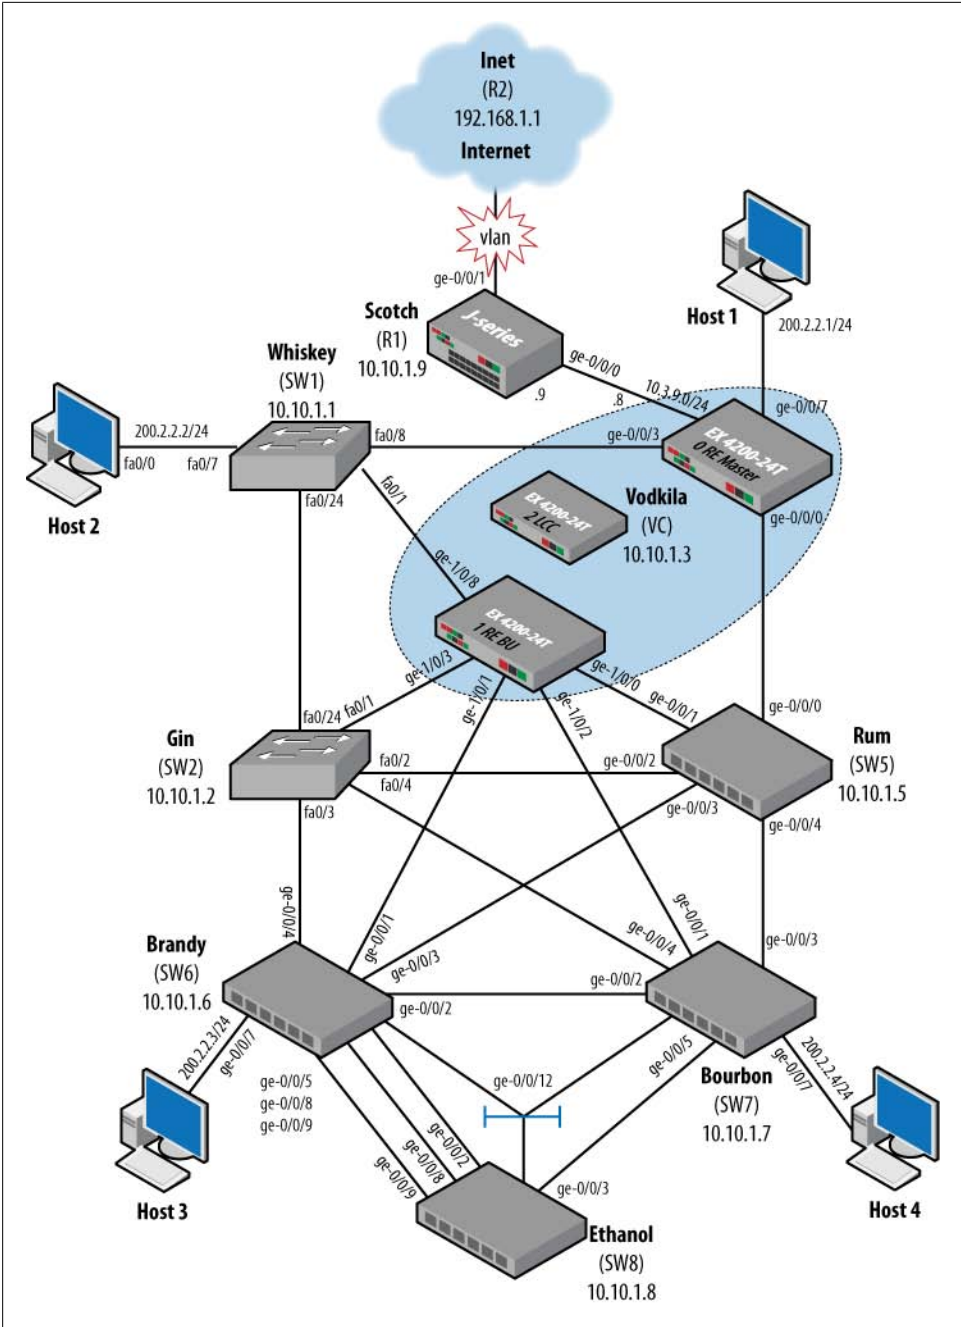 Inet
(R2)
192.168.1.1
Internet
vlan
ge-0/0/1
Scotch
(R1)
10.10.1.9
J-series
ge-0/0/0
.9
.8
10.3.9.0/24
Host 1
200.2.2.1/24
ge-0/0/7
Whiskey
(SW1)
10.10.1.1
200.2.2.2/24
fa0/0
fa0/7
Host 2
fa0/8
ge-0/0/3
fa0/24
fa0/1
EX 4200-24T
0 RE Master
ge-0/0/0
EX 4200-24T
2 LCC
Vodkila
(VC)
10.10.1.3
ge-1/0/8
EX 4200-24T
1 RE BU
ge-1/0/3
ge-1/0/1
ge-1/0/2
ge-1/0/0
ge-0/0/1
ge-0/0/0
fa0/24
fa0/1
Gin
(SW2)
10.10.1.2
fa0/2
fa0/4
fa0/3
ge-0/0/2
Rum
(SW5)
10.10.1.5
ge-0/0/3
ge-0/0/4
ge-0/0/4
ge-0/0/1
ge-0/0/3
ge-0/0/2
Brandy
(SW6)
10.10.1.6
ge-0/0/4
ge-0/0/1
ge-0/0/3
ge-0/0/2
200.2.2.3/24
ge-0/0/7
Host 3
ge-0/0/5
ge-0/0/8
ge-0/0/9
ge-0/0/12
ge-0/0/5
Bourbon
(SW7)
10.10.1.7
200.2.2.4/24
ge-0/0/7
Host 4
ge-0/0/2
ge-0/0/8
ge-0/0/9
ge-0/0/3
Ethanol
(SW8)
10.10.1.8